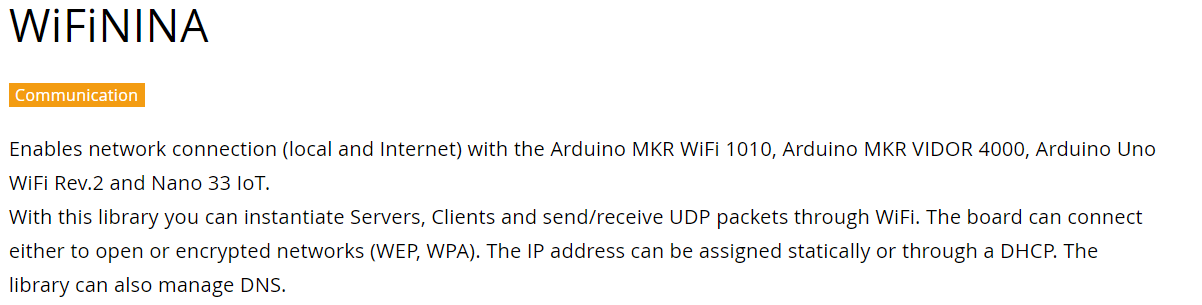 WiFiNINA
Communication
Enables network connection (local and Internet) with the Arduino MKR WiFi 1010, Arduino MKR VIDOR 4000, Arduino Uno
WiFi Rev.2 and Nano 33 IoT.
With this library you can instantiate Servers, Clients and send/receive UDP packets through WiFi. The board can connect
either to open or encrypted networks (WEP, WPA). The IP address can be assigned statically or through a DHCP. The
library can also manage DNS.